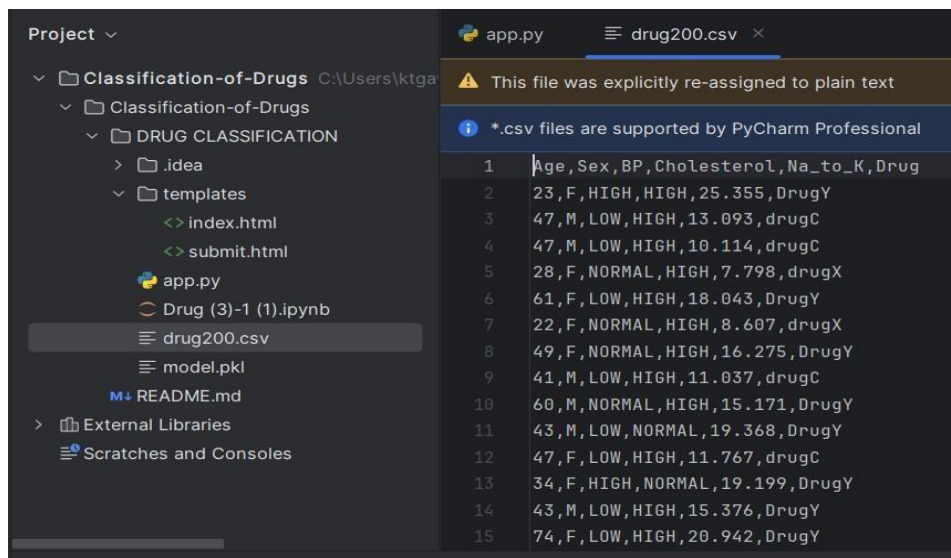 Project
Classification-of-Drugs C:\Users\ktga
Classification-of-Drugs
DRUG CLASSIFICATION
.idea
templates
<> index.html
<> submit.html
app.py
Drug (3)-1 (1).ipynb
drug200.csv
model.pkl
M↓ README.md
External Libraries
Scratches and Consoles
app.py drug200.csv
This file was explicitly re-assigned to plain text
*.csv files are supported by PyCharm Professional
1 Age,Sex,BP,Cholesterol,Na_to_K,Drug
2 23,F,HIGH,HIGH,25.355,DrugY
3 47,M,LOW,HIGH,13.093,drugC
4 47,M,LOW,HIGH,10.114,drugC
5 28,F,NORMAL,HIGH,7.798,drugX
6 61,F,LOW,HIGH,18.043,DrugY
7 22,F,NORMAL,HIGH,8.607,drugX
8 49,F,NORMAL,HIGH,16.275,DrugY
9 41,M,LOW,HIGH,11.037,drugC
10 60,M,NORMAL,HIGH,15.171,DrugY
11 43,M,LOW,NORMAL,19.368,DrugY
12 47,F,LOW,HIGH,11.767,drugC
13 34,F,HIGH,NORMAL,19.199,DrugY
14 43,M,LOW,HIGH,15.376,DrugY
15 74,F,LOW,HIGH,20.942,DrugY